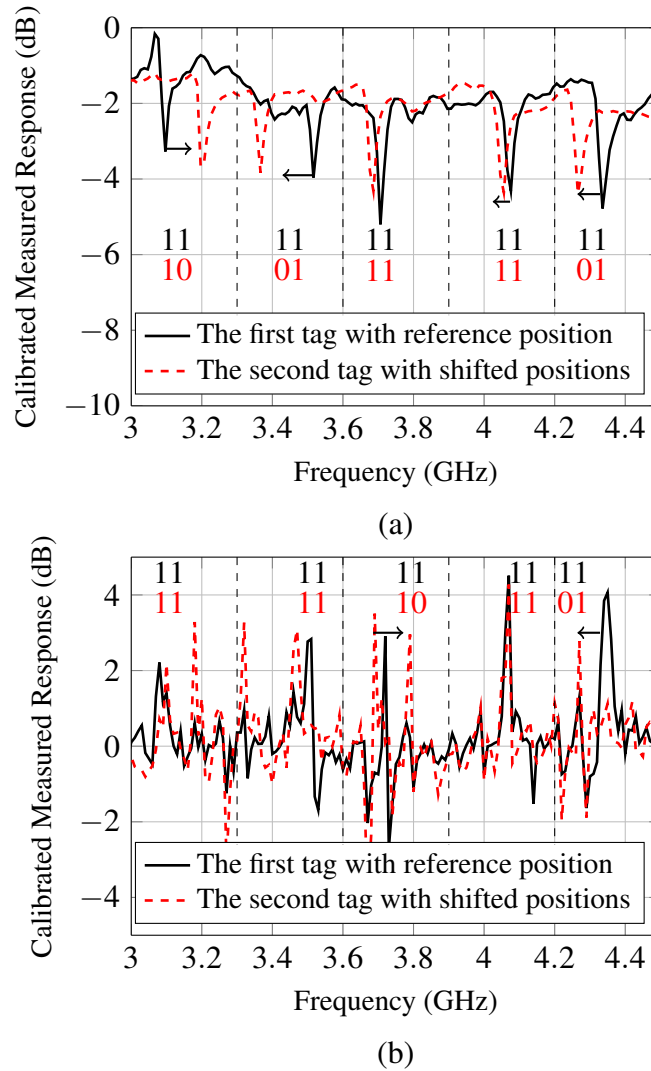 Calibrated Measured Response (dB)
0
−2
−4
−6
−8
−10
11 11 11 11 11
10 01 11 11 01
The first tag with reference position
The second tag with shifted positions
3 3.2 3.4 3.6 3.8 4 4.2 4.4
Frequency (GHz)
(a)
Calibrated Measured Response (dB)
4
2
0
−2
−4
11 11 11 11 11
11 11 10 11 01
The first tag with reference position
The second tag with shifted positions
3 3.2 3.4 3.6 3.8 4 4.2 4.4
Frequency (GHz)
(b)